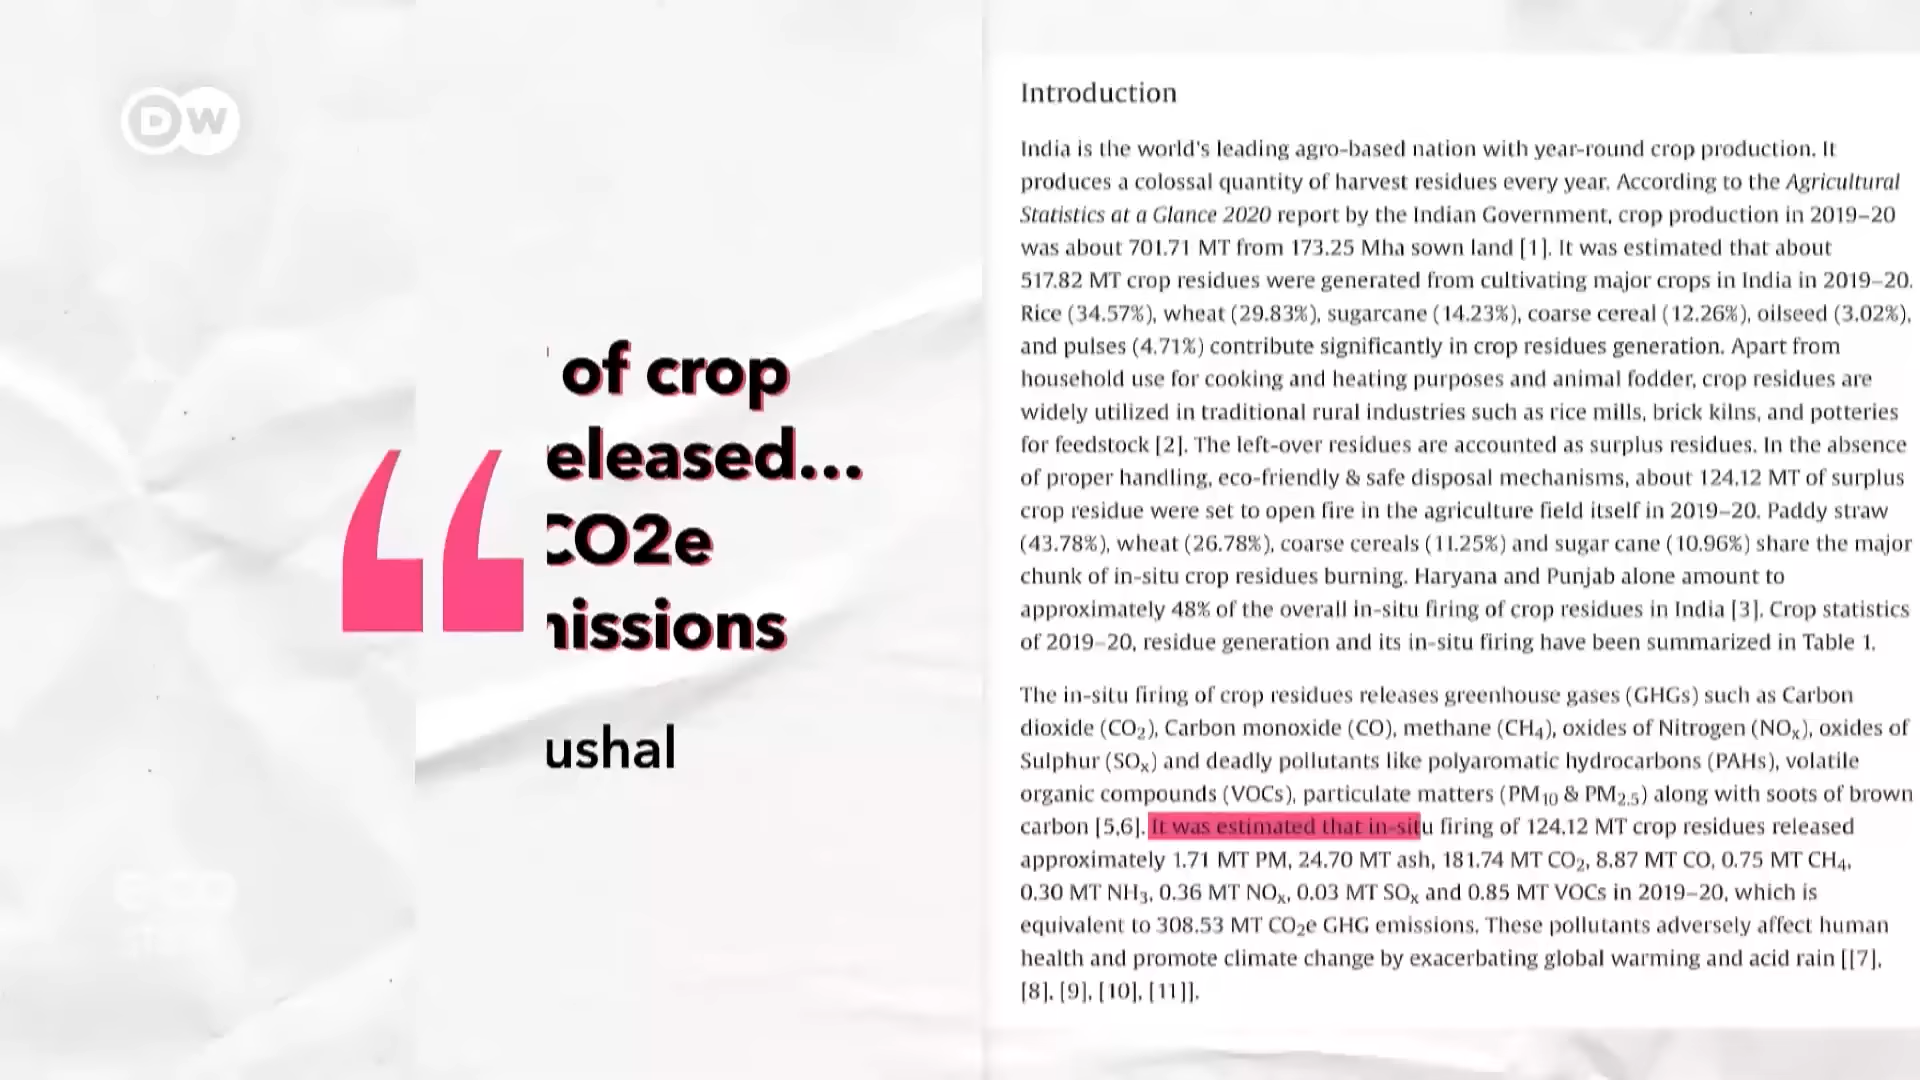 DW
of crop
eleased...
CO2e
nissions
ushal
Introduction
India is the world's leading agro-based nation with year-round crop production. It
produces a colossal quantity of harvest residues every year. According to the Agricultural
Statistics at a Glance 2020 report by the Indian Government, crop production in 2019–20
was about 701.71 MT from 173.25 Mha sown land [1]. It was estimated that about
517.82 MT crop residues were generated from cultivating major crops in India in 2019–20.
Rice (34.57%), wheat (29.83%), sugarcane (14.23%), coarse cereal (12.26%), oilseed (3.02%),
and pulses (4.71%) contribute significantly in crop residues generation. Apart from
household use for cooking and heating purposes and animal fodder, crop residues are
widely utilized in traditional rural industries such as rice mills, brick kilns, and potteries
for feedstock [2]. The left-over residues are accounted as surplus residues. In the absence
of proper handling, eco-friendly & safe disposal mechanisms, about 124.12 MT of surplus
crop residue were set to open fire in the agriculture field itself in 2019–20. Paddy straw
(43.78%), wheat (26.78%), coarse cereals (11.25%) and sugar cane (10.96%) share the major
chunk of in-situ crop residues burning. Haryana and Punjab alone amount to
approximately 48% of the overall in-situ firing of crop residues in India [3]. Crop statistics
of 2019–20, residue generation and its in-situ firing have been summarized in Table 1.
The in-situ firing of crop residues releases greenhouse gases (GHGs) such as Carbon
dioxide (CO₂), Carbon monoxide (CO), methane (CH₄), oxides of Nitrogen (NOₓ), oxides of
Sulphur (SOₓ) and deadly pollutants like polyaromatic hydrocarbons (PAHs), volatile
organic compounds (VOCs), particulate matters (PM₁₀ & PM₂.₅) along with soots of brown
carbon [5,6]. It was estimated that in-situ firing of 124.12 MT crop residues released
approximately 1.71 MT PM, 24.70 MT ash, 181.74 MT CO₂, 8.87 MT CO, 0.75 MT CH₄,
0.30 MT NH₃, 0.36 MT NOₓ, 0.03 MT SOₓ and 0.85 MT VOCs in 2019–20, which is
equivalent to 308.53 MT CO₂e GHG emissions. These pollutants adversely affect human
health and promote climate change by exacerbating global warming and acid rain [[7],
[8], [9], [10], [11]].
eco